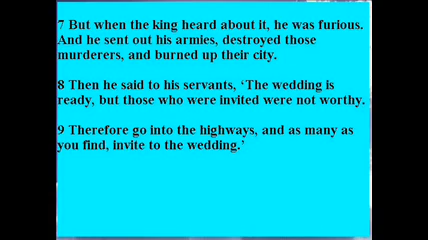 7 But when the king heard about it, he was furious.
And he sent out his armies, destroyed those
murderers, and burned up their city.
8 Then he said to his servants, ‘The wedding is
ready, but those who were invited were not worthy.
9 Therefore go into the highways, and as many as
you find, invite to the wedding.’